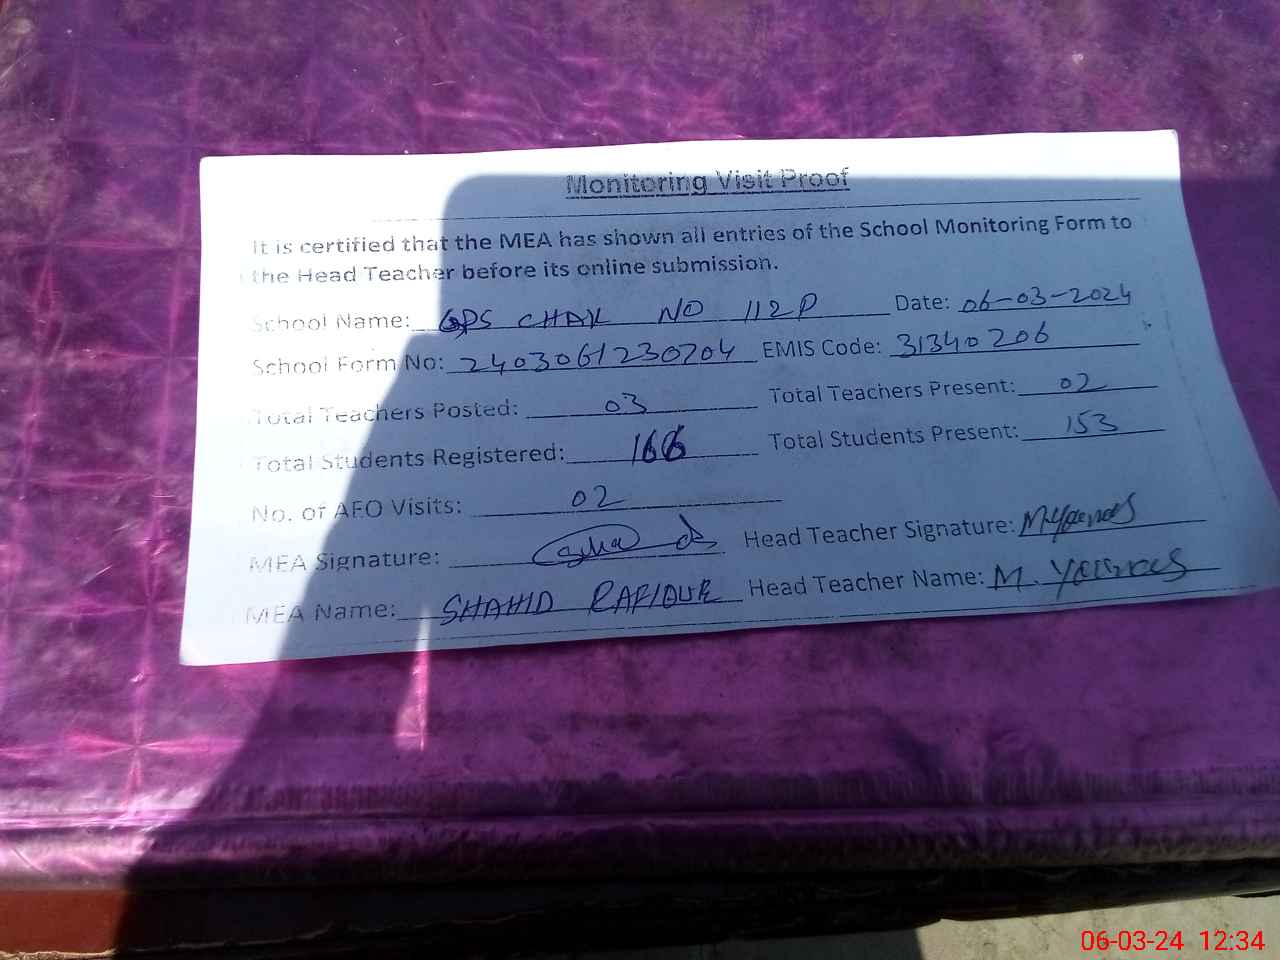 Monitoring Visit Proof
It is certified that the MEA has shown all entries of the School Monitoring Form to
the Head Teacher before its online submission.
School Name: GPS CHAK NO 112P Date: 06-03-2024
School Form No: 2403061230204 EMIS Code: 31340206
Total Teachers Posted: 03 Total Teachers Present: 02
Total Students Registered: 166 Total Students Present: 153
No. of AEO Visits: 02
MEA Signature: Head Teacher Signature:
MEA Name: SHAHID RAFIQUE Head Teacher Name: M.
06-03-24 12:34